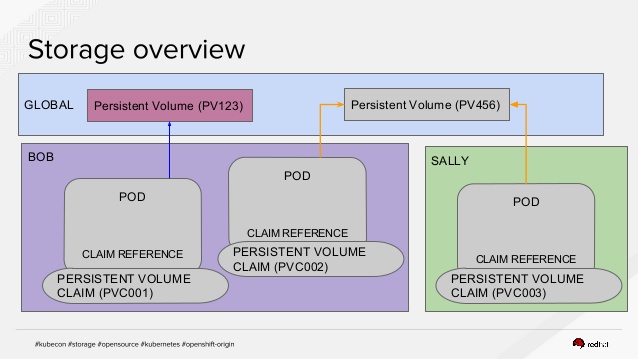 Storage overview
GLOBAL
Persistent Volume (PV123)
Persistent Volume (PV456)
BOB
POD
CLAIM REFERENCE
PERSISTENT VOLUME
CLAIM (PVC001)
POD
CLAIM REFERENCE
PERSISTENT VOLUME
CLAIM (PVC002)
SALLY
POD
CLAIM REFERENCE
PERSISTENT VOLUME
CLAIM (PVC003)
#kubecon #storage #opensource #kubernetes #openshift-origin
redhat